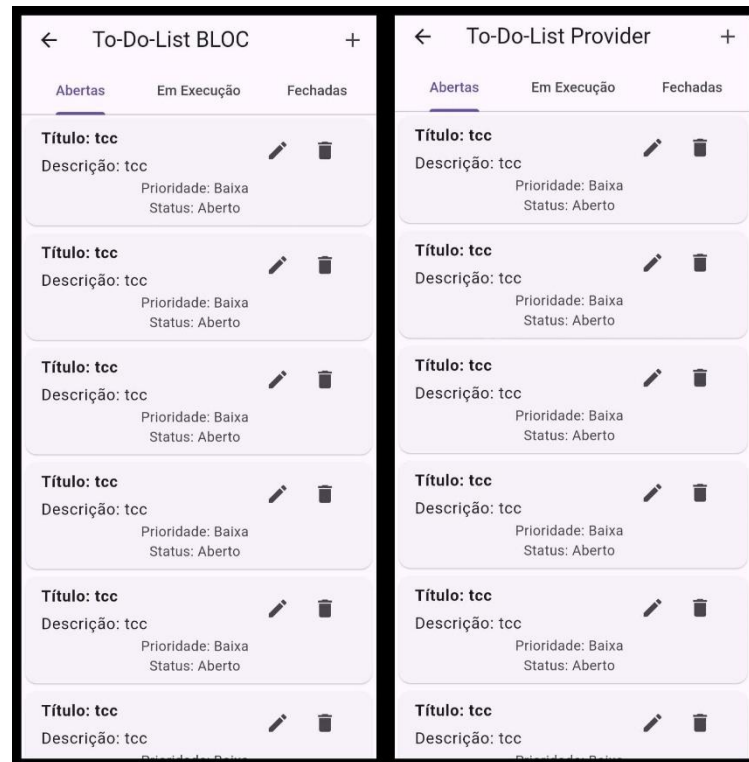 To-Do-List BLOC
Abertas Em Execução Fechadas
Título: tcc
Descrição: tcc
Prioridade: Baixa
Status: Aberto
Título: tcc
Descrição: tcc
Prioridade: Baixa
Status: Aberto
Título: tcc
Descrição: tcc
Prioridade: Baixa
Status: Aberto
Título: tcc
Descrição: tcc
Prioridade: Baixa
Status: Aberto
Título: tcc
Descrição: tcc
Prioridade: Baixa
Status: Aberto
Título: tcc
Descrição: tcc
To-Do-List Provider
Abertas Em Execução Fechadas
Título: tcc
Descrição: tcc
Prioridade: Baixa
Status: Aberto
Título: tcc
Descrição: tcc
Prioridade: Baixa
Status: Aberto
Título: tcc
Descrição: tcc
Prioridade: Baixa
Status: Aberto
Título: tcc
Descrição: tcc
Prioridade: Baixa
Status: Aberto
Título: tcc
Descrição: tcc
Prioridade: Baixa
Status: Aberto
Título: tcc
Descrição: tcc